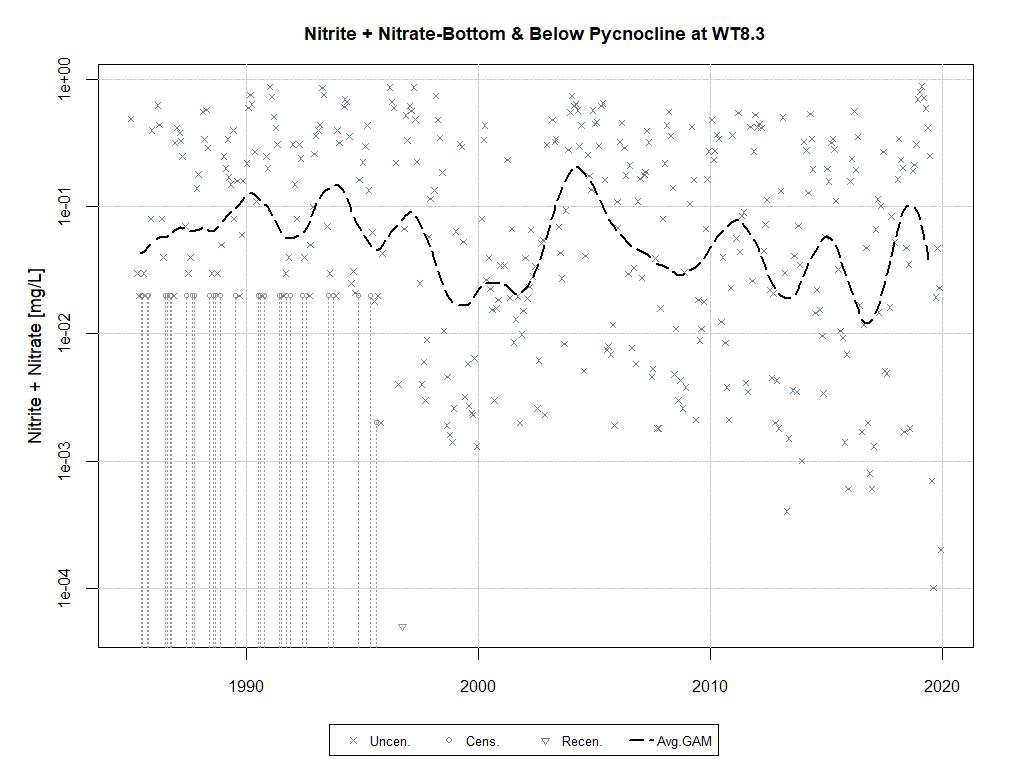 Nitrite + Nitrate-Bottom & Below Pycnocline at WT8.3
Nitrite + Nitrate [mg/L]
1e+00
1e-01
1e-02
1e-03
1e-04
1990 2000 2010 2020
Uncen. Cens. Recen. Avg.GAM